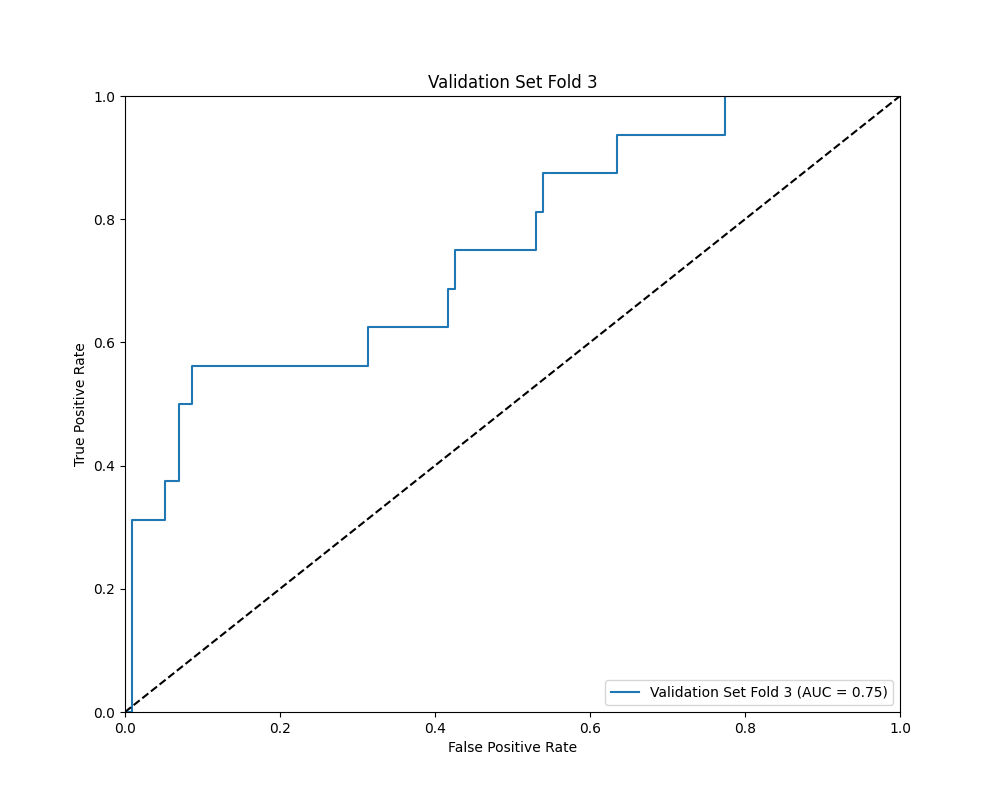 Validation Set Fold 3
1.0
0.8
0.6
0.4
0.2
0.0
True Positive Rate
0.0 0.2 0.4 0.6 0.8 1.0
False Positive Rate
Validation Set Fold 3 (AUC = 0.75)